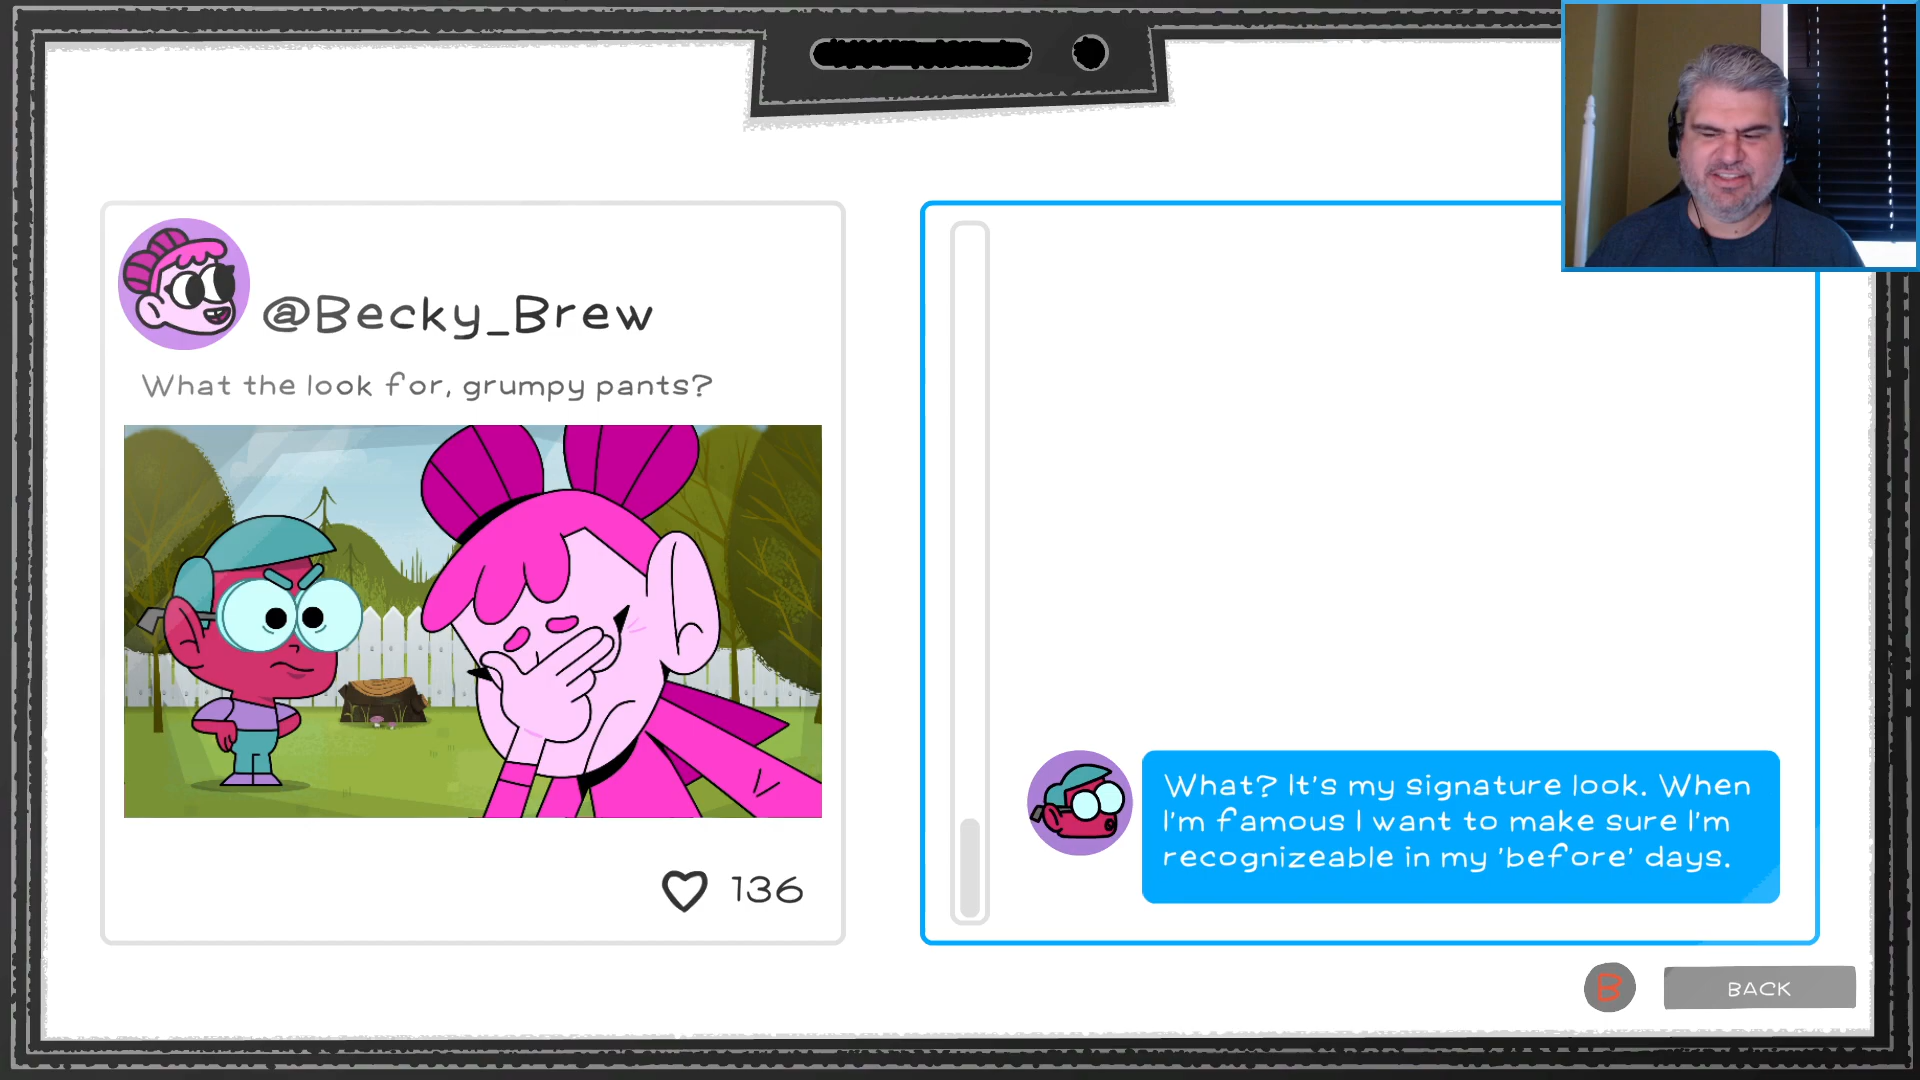 @Becky_Brew
What the look for, grumpy pants?
136
What? It's my signature look. When
I'm famous I want to make sure I'm
recognizeable in my 'before' days.
B
BACK